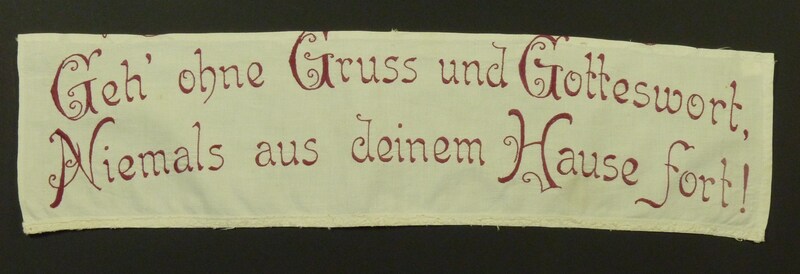 Geh' ohne Gruss und Gotteswort,
Niemals aus deinem Hause fort!